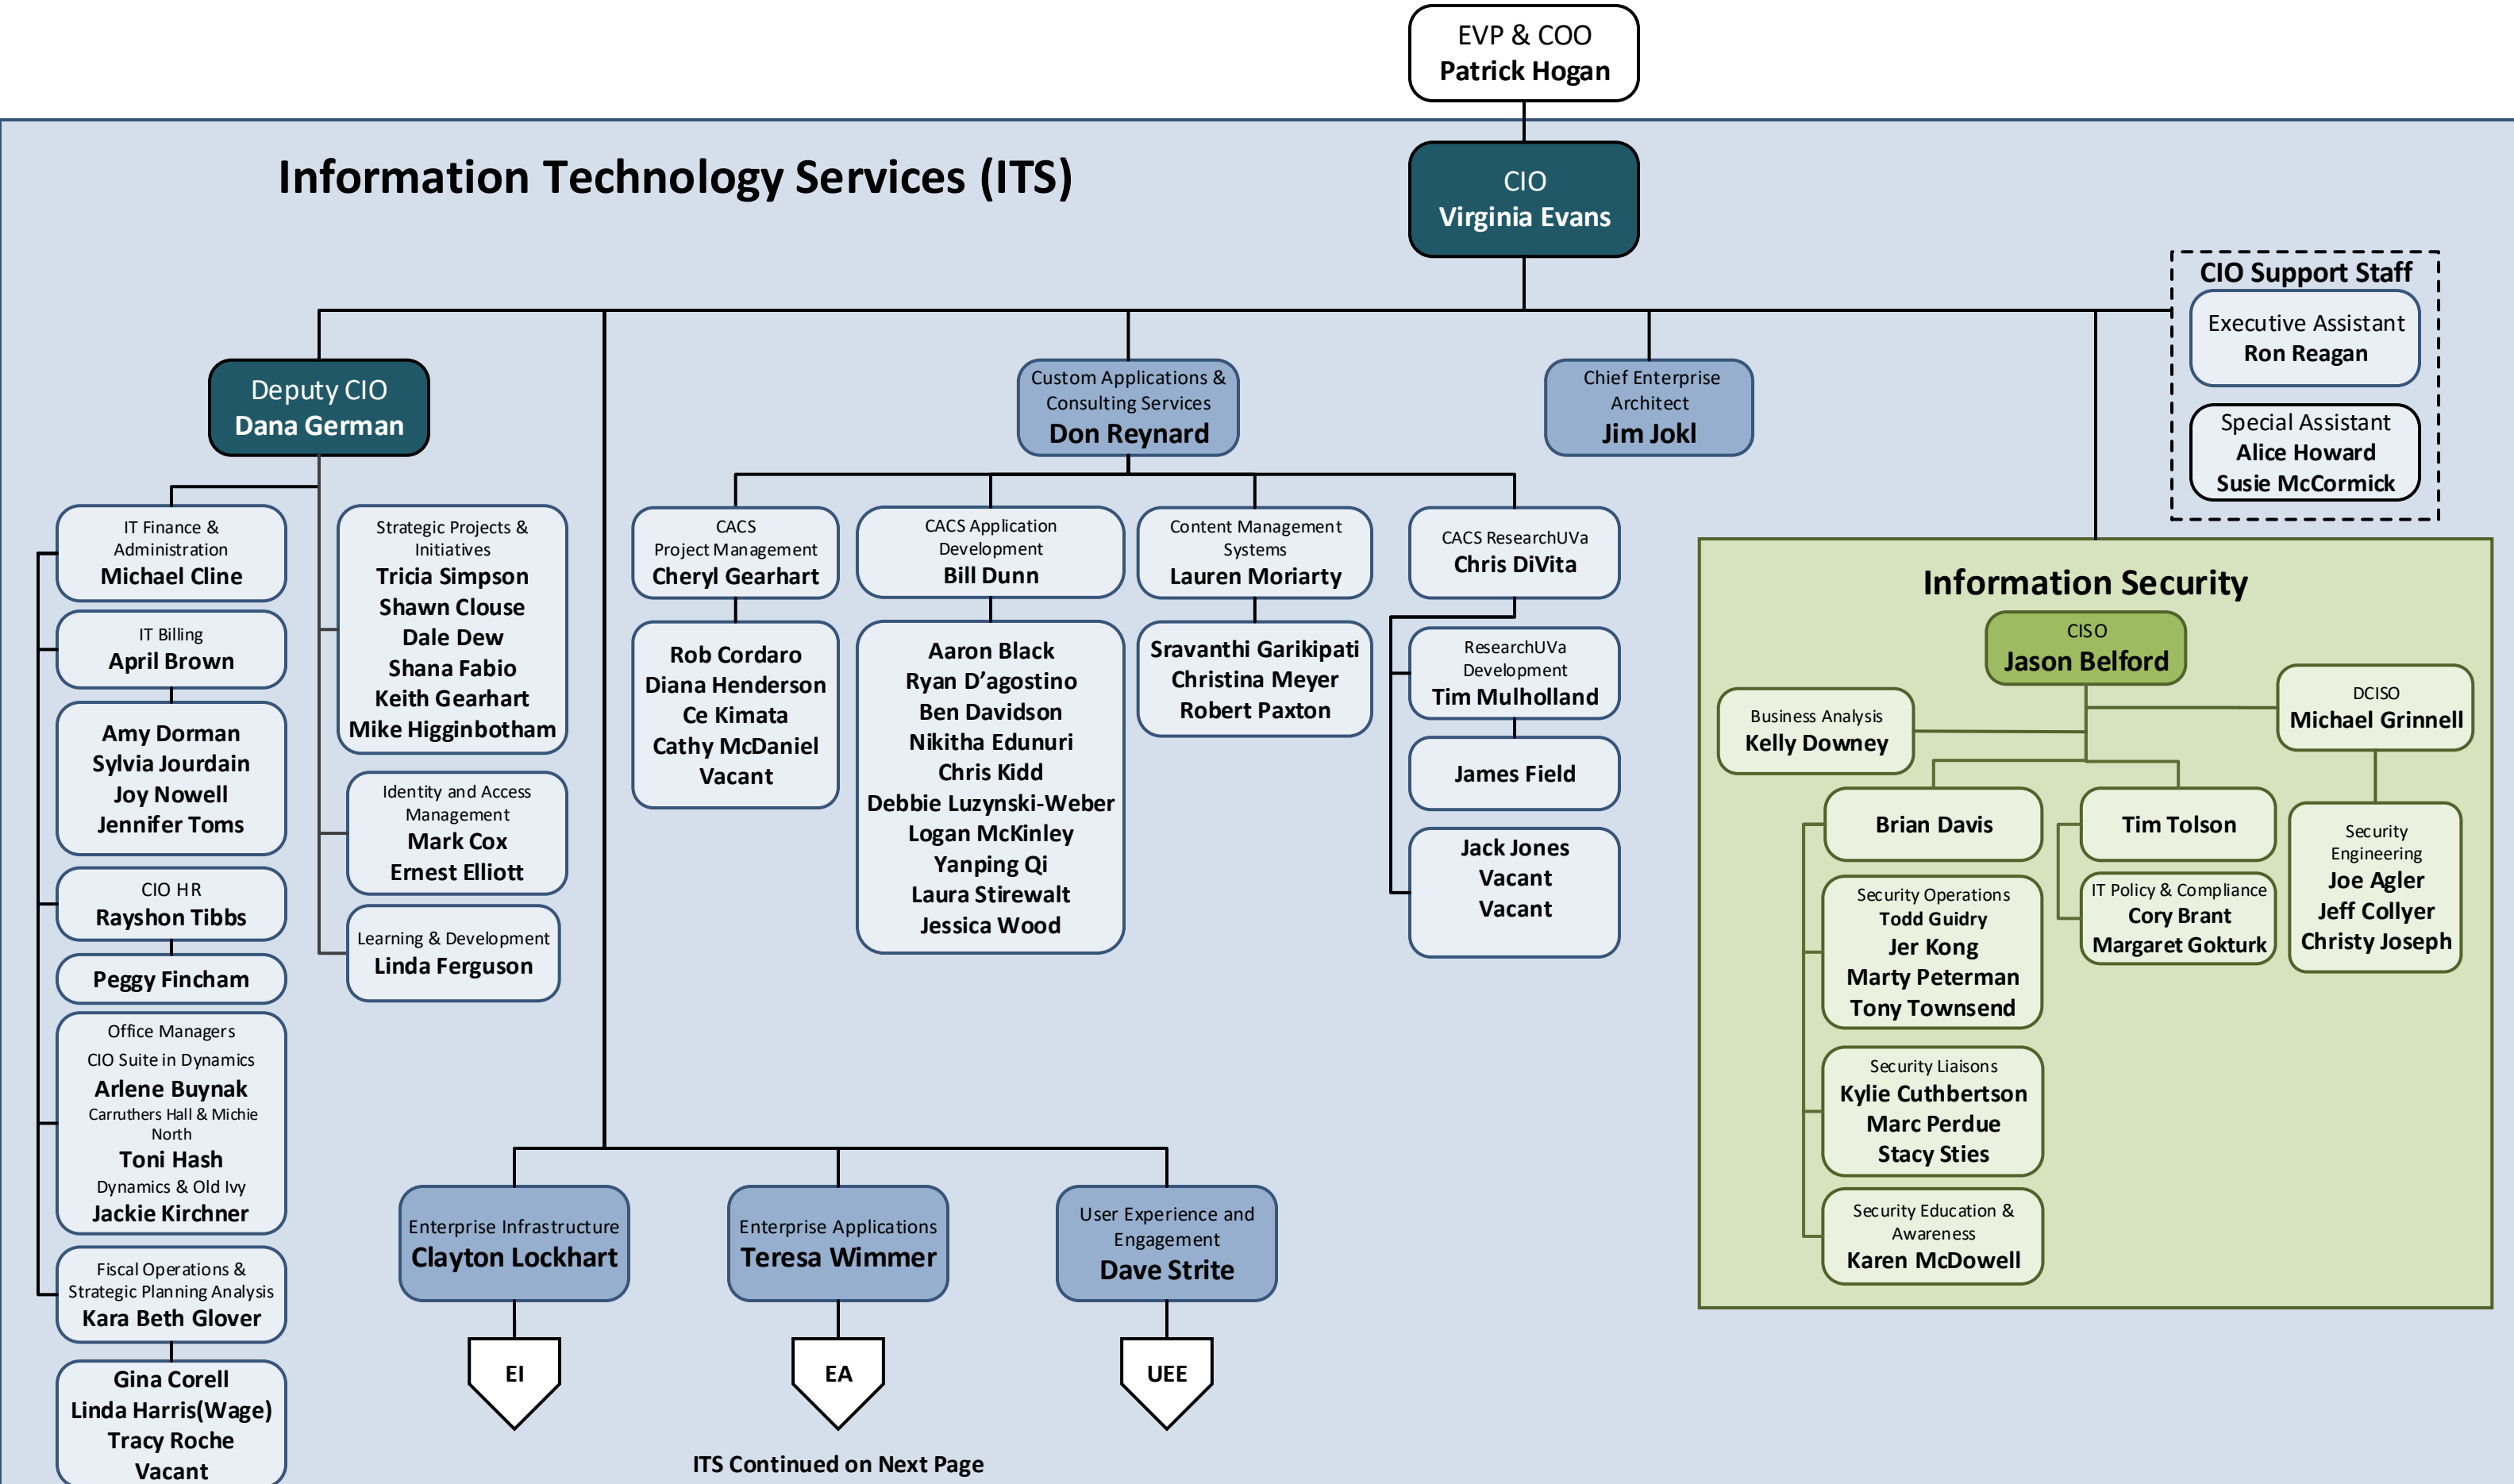 EVP & COO
Patrick Hogan
Information Technology Services (ITS)
CIO
Virginia Evans
CIO Support Staff
Executive Assistant
Ron Reagan
Special Assistant
Alice Howard
Susie McCormick
Deputy CIO
Dana German
Custom Applications &
Consulting Services
Don Reynard
Chief Enterprise
Architect
Jim Jokl
IT Finance &
Administration
Michael Cline
IT Billing
April Brown
Amy Dorman
Sylvia Jourdain
Joy Nowell
Jennifer Toms
CIO HR
Rayshon Tibbs
Peggy Fincham
Office Managers
CIO Suite in Dynamics
Arlene Buynak
Carruthers Hall & Michie
North
Toni Hash
Dynamics & Old Ivy
Jackie Kirchner
Fiscal Operations &
Strategic Planning Analysis
Kara Beth Glover
Gina Corell
Linda Harris(Wage)
Tracy Roche
Vacant
Strategic Projects &
Initiatives
Tricia Simpson
Shawn Clouse
Dale Dew
Shana Fabio
Keith Gearhart
Mike Higginbotham
Identity and Access
Management
Mark Cox
Ernest Elliott
Learning & Development
Linda Ferguson
CACS
Project Management
Cheryl Gearhart
Rob Cordaro
Diana Henderson
Ce Kimata
Cathy McDaniel
Vacant
CACS Application
Development
Bill Dunn
Aaron Black
Ryan D’agostino
Ben Davidson
Nikitha Edunuri
Chris Kidd
Debbie Luzynski-Weber
Logan McKinley
Yanping Qi
Laura Stirewalt
Jessica Wood
Content Management
Systems
Lauren Moriarty
Sravanthi Garikipati
Christina Meyer
Robert Paxton
CACS ResearchUVa
Chris DiVita
ResearchUVa
Development
Tim Mulholland
James Field
Jack Jones
Vacant
Vacant
Information Security
CISO
Jason Belford
Business Analysis
Kelly Downey
DCISO
Michael Grinnell
Brian Davis
Security Operations
Todd Guidry
Jer Kong
Marty Peterman
Tony Townsend
Security Liaisons
Kylie Cuthbertson
Marc Perdue
Stacy Sties
Security Education &
Awareness
Karen McDowell
Tim Tolson
IT Policy & Compliance
Cory Brant
Margaret Gokturk
Security
Engineering
Joe Agler
Jeff Collyer
Christy Joseph
Enterprise Infrastructure
Clayton Lockhart
Enterprise Applications
Teresa Wimmer
User Experience and
Engagement
Dave Strite
EI
EA
UEE
ITS Continued on Next Page